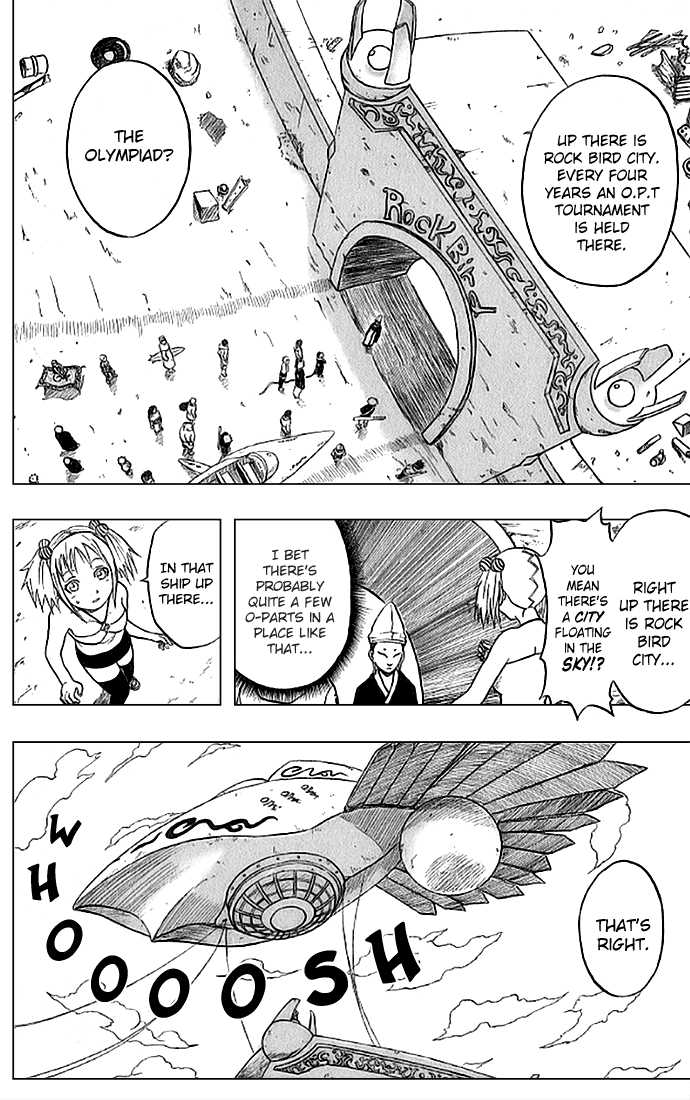 UP THERE IS
ROCK BIRD CITY.
EVERY FOUR
YEARS AN O.P.T
TOURNAMENT
IS HELD
THERE.
THE
OLYMPIAD?
Rock Bird
RIGHT
UP THERE
IS ROCK
BIRD
CITY...
YOU
MEAN
THERE'S
A CITY
FLOATING
IN THE
SKY!?
I BET
THERE'S
PROBABLY
QUITE A FEW
O-PARTS IN
A PLACE LIKE
THAT...
IN THAT
SHIP UP
THERE...
THAT'S
RIGHT.
WHOOOOSH